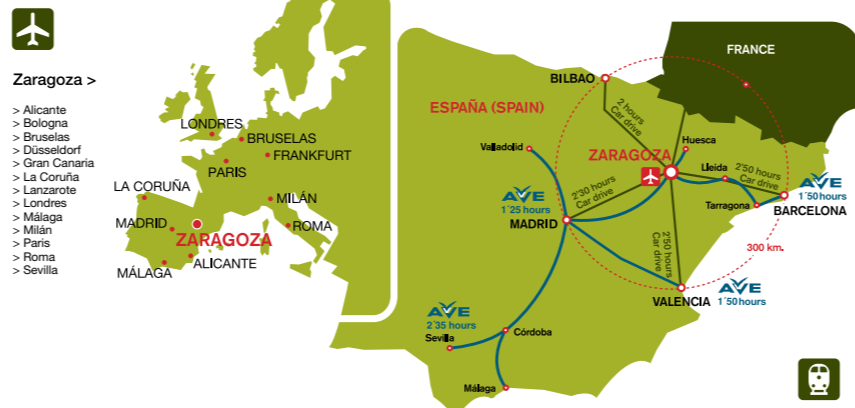 Zaragoza >
> Alicante
> Bologna
> Bruselas
> Düsseldorf
> Gran Canaria
> La Coruña
> Lanzarote
> Londres
> Málaga
> Milán
> Paris
> Roma
> Sevilla
LONDRES
BRUSELAS
FRANKFURT
PARIS
LA CORUÑA
MILÁN
MADRID
ROMA
ZARAGOZA
ALICANTE
MÁLAGA
FRANCE
BILBAO
ESPAÑA (SPAIN)
2 hours
Car drive
Valladolid
Huesca
ZARAGOZA
Lleida
2'50 hours
Car drive
2'30 hours
Car drive
AVE
1´50 hours
BARCELONA
Tarragona
AVE
1´25 hours
MADRID
2'50 hours
Car drive
300 km.
VALENCIA
AVE
1´50 hours
AVE
2´35 hours
Sevilla
Córdoba
Málaga